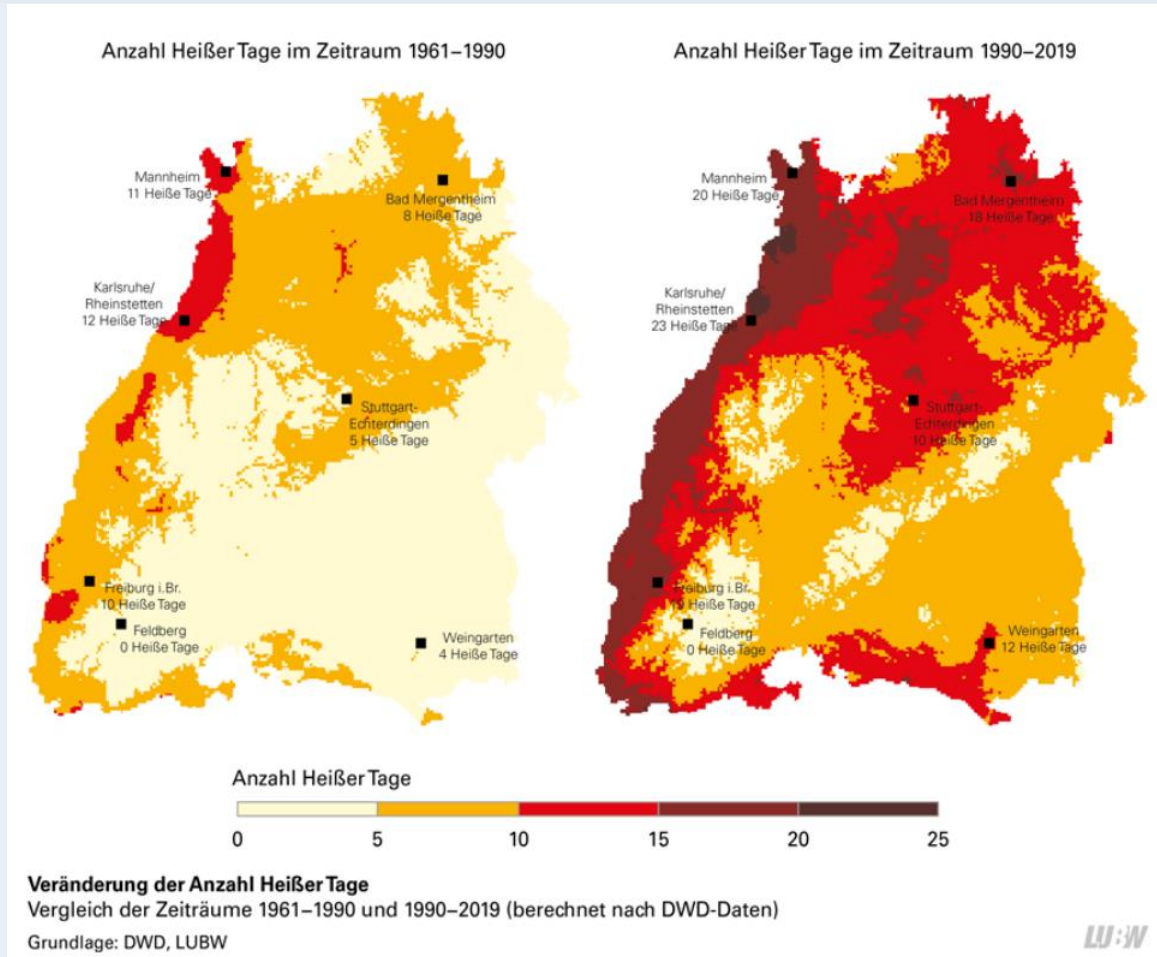 Anzahl Heißer Tage im Zeitraum 1961–1990
Mannheim
11 Heiße Tage
Bad Mergentheim
8 Heiße Tage
Karlsruhe/
Rheinstetten
12 Heiße Tage
Stuttgart-
Echterdingen
5 Heiße Tage
Freiburg i.Br.
10 Heiße Tage
Feldberg
0 Heiße Tage
Weingarten
4 Heiße Tage
Anzahl Heißer Tage im Zeitraum 1990–2019
Mannheim
20 Heiße Tage
Bad Mergentheim
18 Heiße Tage
Karlsruhe/
Rheinstetten
23 Heiße Tage
Stuttgart-
Echterdingen
10 Heiße Tage
Freiburg i.Br.
Heiße Tage
Feldberg
0 Heiße Tage
Weingarten
12 Heiße Tage
Anzahl Heißer Tage
0 5 10 15 20 25
Veränderung der Anzahl Heißer Tage
Vergleich der Zeiträume 1961–1990 und 1990–2019 (berechnet nach DWD-Daten)
Grundlage: DWD, LUBW
LUBW